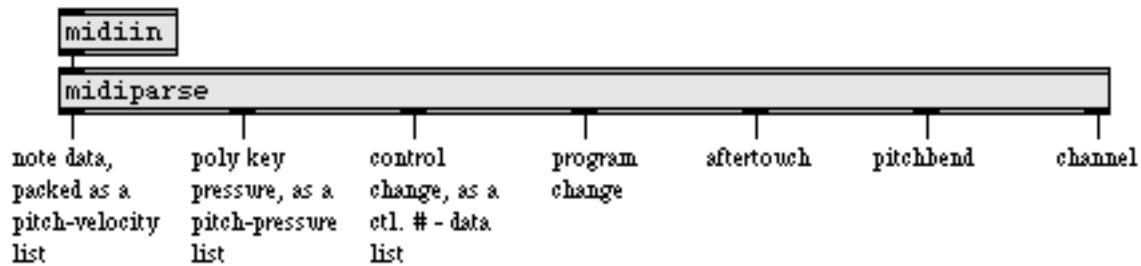 midiin
midiparse
note data,
packed as a
pitch-velocity
list
poly key
pressure, as a
pitch-pressure
list
control
change, as a
ctl. # - data
list
program
change
aftertouch
pitchbend
channel